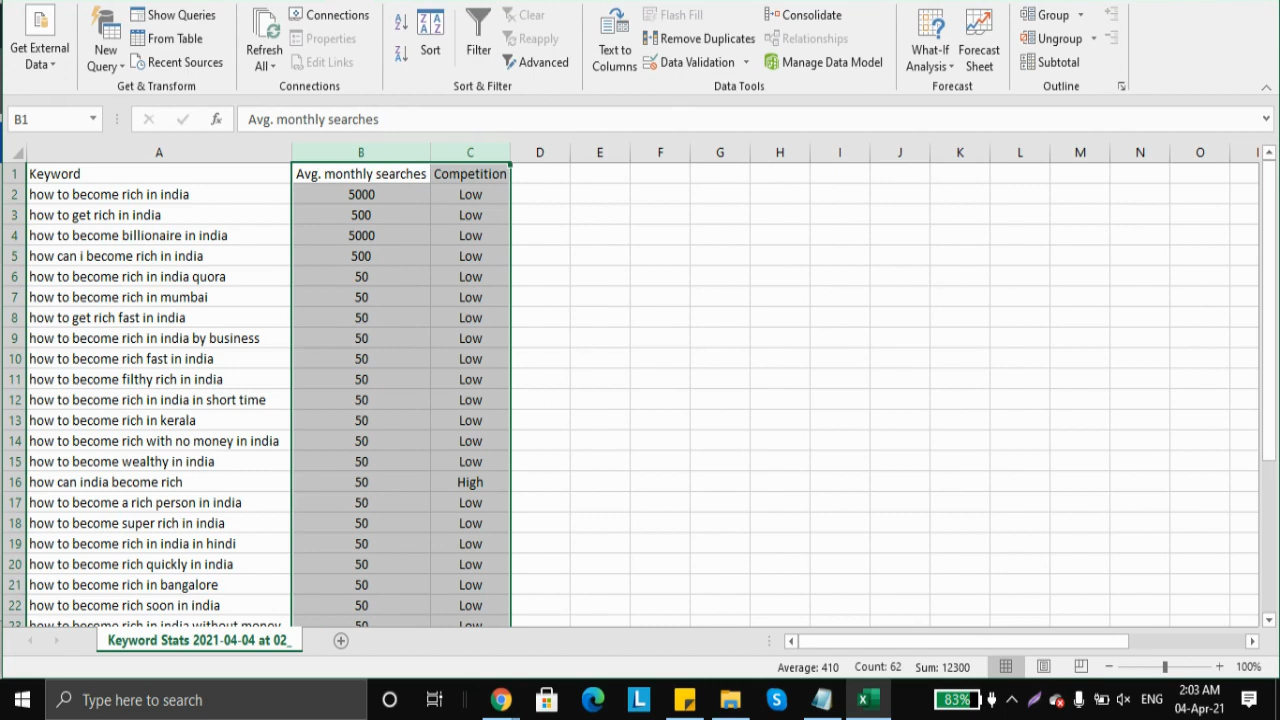 Get External Data
New Query
Show Queries
From Table
Recent Sources
Get & Transform
Refresh All
Connections
Properties
Edit Links
Connections
Sort
Filter
Clear
Reapply
Advanced
Sort & Filter
Text to Columns
Flash Fill
Remove Duplicates
Data Validation
Consolidate
Relationships
Manage Data Model
Data Tools
What-If Analysis
Forecast Sheet
Forecast
Group
Ungroup
Subtotal
Outline
B1 fx Avg. monthly searches
A B C D E F G H I J K L M N O
1 Keyword Avg. monthly searches Competition
2 how to become rich in india 5000 Low
3 how to get rich in india 500 Low
4 how to become billionaire in india 5000 Low
5 how can i become rich in india 500 Low
6 how to become rich in india quora 50 Low
7 how to become rich in mumbai 50 Low
8 how to get rich fast in india 50 Low
9 how to become rich in india by business 50 Low
10 how to become rich fast in india 50 Low
11 how to become filthy rich in india 50 Low
12 how to become rich in india in short time 50 Low
13 how to become rich in kerala 50 Low
14 how to become rich with no money in india 50 Low
15 how to become wealthy in india 50 Low
16 how can india become rich 50 High
17 how to become a rich person in india 50 Low
18 how to become super rich in india 50 Low
19 how to become rich in india in hindi 50 Low
20 how to become rich quickly in india 50 Low
21 how to become rich in bangalore 50 Low
22 how to become rich soon in india 50 Low
23 how to become rich in india without money 50 Low
Keyword Stats 2021-04-04 at 02_
Average: 410 Count: 62 Sum: 12300 100%
Type here to search
83% ENG
2:03 AM
04-Apr-21